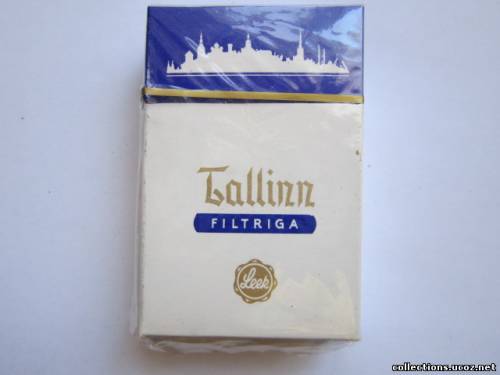 Tallinn
FILTRIGA
Leek
collections.ucoz.net